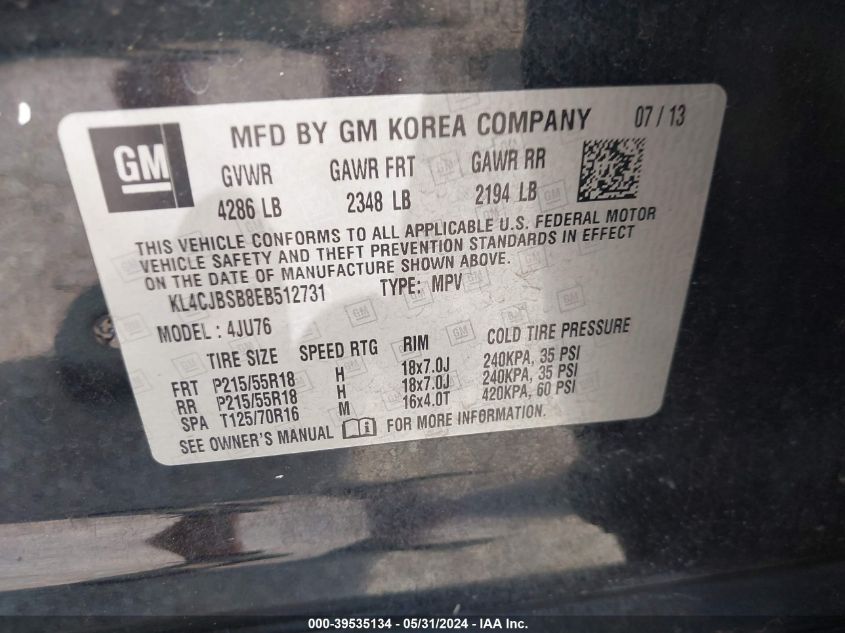 GM
MFD BY GM KOREA COMPANY 07 / 13
GVWR GAWR FRT GAWR RR
4286 LB 2348 LB 2194 LB
THIS VEHICLE CONFORMS TO ALL APPLICABLE U.S. FEDERAL MOTOR
VEHICLE SAFETY AND THEFT PREVENTION STANDARDS IN EFFECT
ON THE DATE OF MANUFACTURE SHOWN ABOVE.
KL4CJBSB8EB512731 TYPE: MPV
MODEL : 4JU76
TIRE SIZE SPEED RTG RIM COLD TIRE PRESSURE
FRT P215/55R18 H 18x7.0J 240KPA, 35 PSI
RR P215/55R18 H 18x7.0J 240KPA, 35 PSI
SPA T125/70R16 M 16x4.0T 420KPA, 60 PSI
SEE OWNER'S MANUAL i FOR MORE INFORMATION.
000-39535134 - 05/31/2024 - IAA Inc.